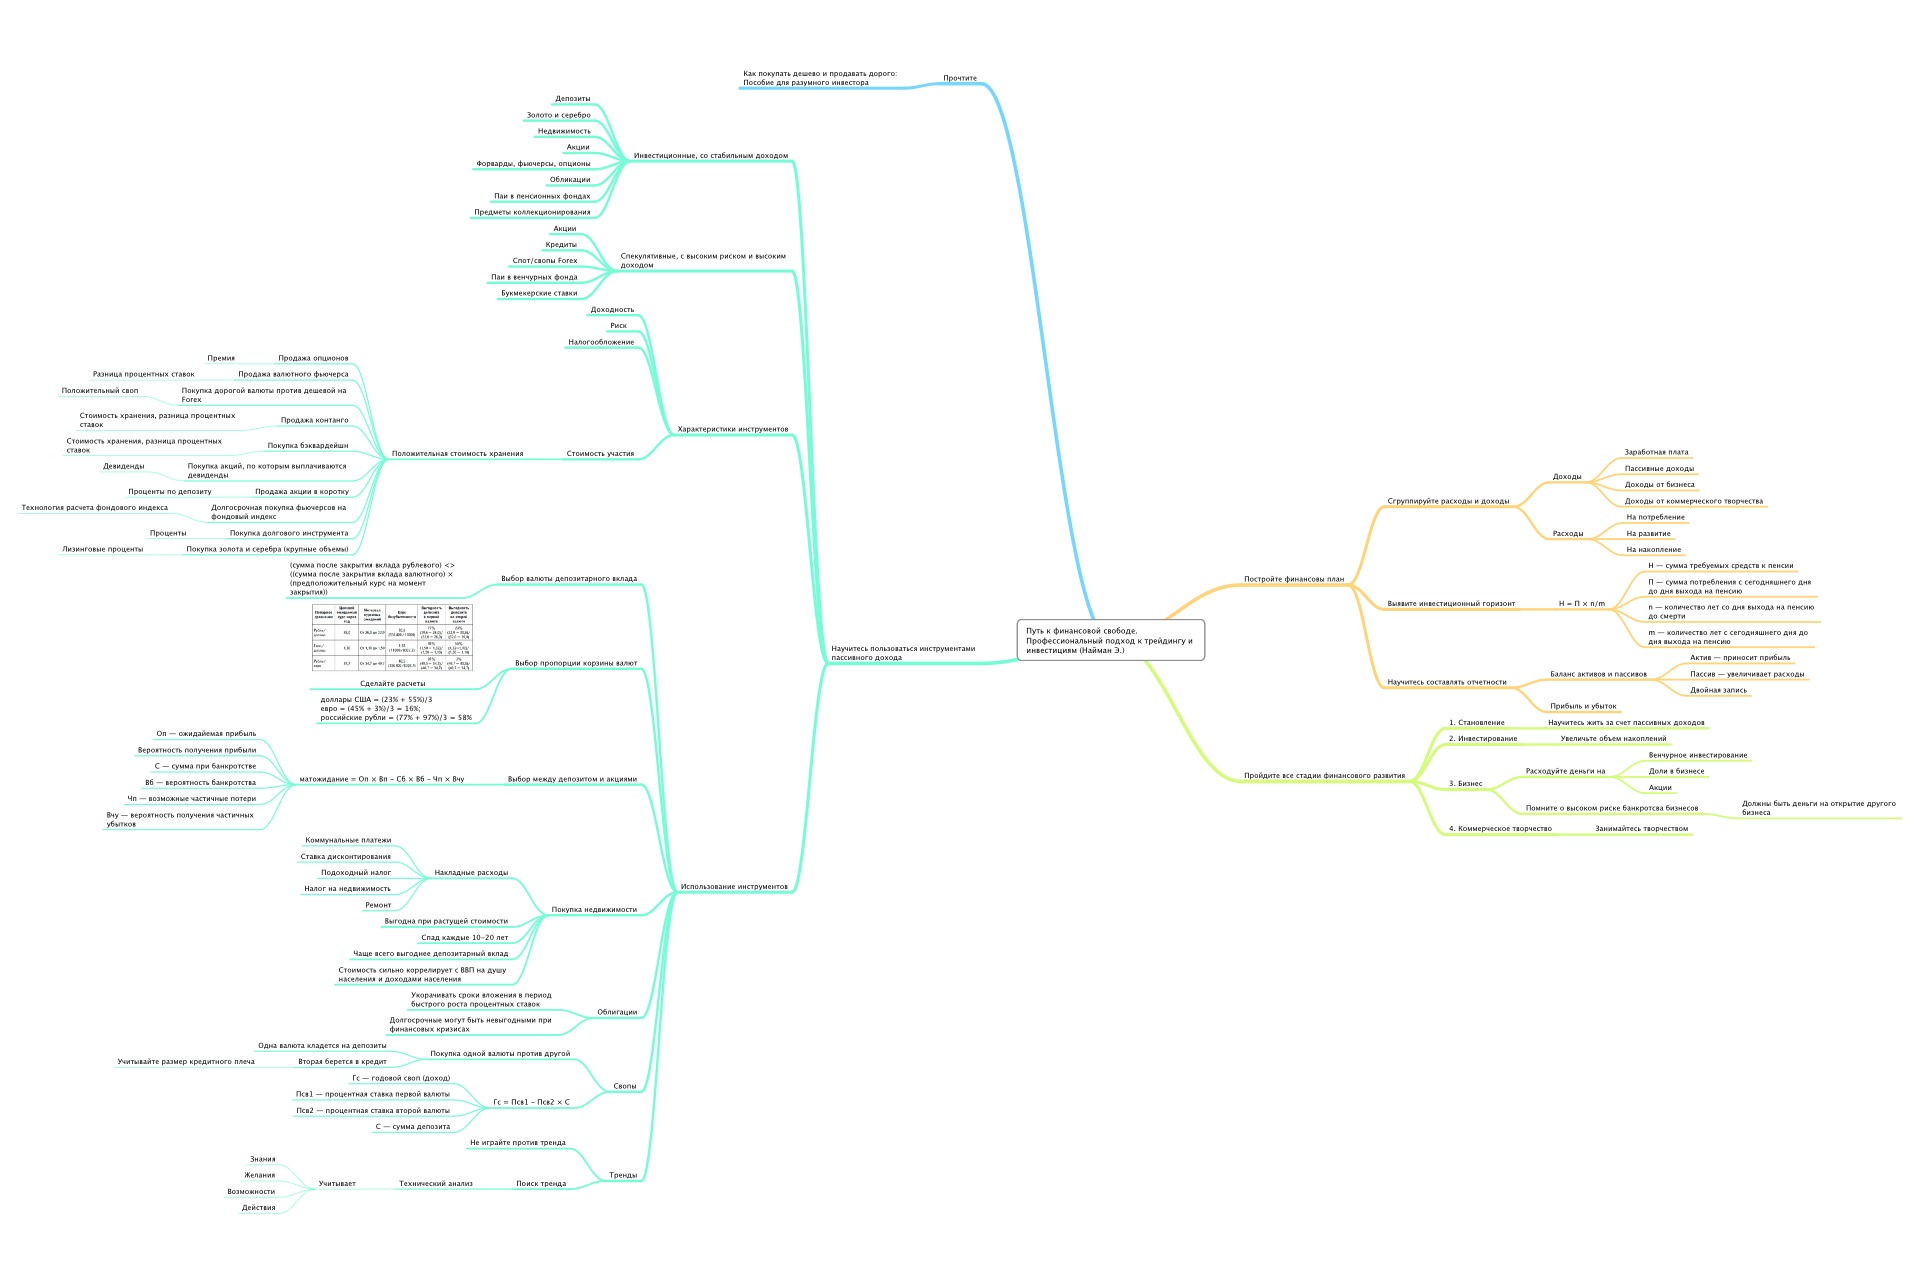 Как покупать дешево и продавать дорого:
Пособие для разумного инвестора
Прочтите
Депозиты
Золото и серебро
Недвижимость
Акции
Форварды, фьючерсы, опционы
Обликации
Паи в пенсионных фондах
Предметы коллекционирования
Инвестиционные, со стабильным доходом
Акции
Кредиты
Спот/свопы Forex
Паи в венчурных фонда
Букмекерские ставки
Спекулятивные, с высоким риском и высоким
доходом
Доходность
Риск
Налогообложение
Характеристики инструментов
Стоимость участия
Положительная стоимость хранения
Премия
Продажа опционов
Разница процентных ставок
Продажа валютного фьючерса
Положительный своп
Покупка дорогой валюты против дешевой на
Forex
Стоимость хранения, разница процентных
ставок
Продажа контанго
Стоимость хранения, разница процентных
ставок
Покупка бэквардейшн
Девиденды
Покупка акций, по которым выплачиваются
девиденды
Проценты по депозиту
Продажа акции в коротку
Технология расчета фондового индекса
Долгосрочная покупка фьючерсов на
фондовый индекс
Проценты
Покупка долгового инструмента
Лизинговые проценты
Покупка золота и серебра (крупные объемы)
(сумма после закрытия вклада рублевого) <>
((сумма после закрытия вклада валютного) ×
(предположительный курс на момент
закрытия))
Выбор валюты депозитарного вклада
Выбор пропорции корзины валют
Сделайте расчеты
доллары США = (23% + 55%)/3
евро = (45% + 3%)/3 = 16%;
российские рубли = (77% + 97%)/3 = 58%
Оп — ожидайемая прибыль
Вероятность получения прибыли
С — сумма при банкротстве
Вб — вероятность банкротства
Чп — возможные частичные потери
Вчу — вероятность получения частичных
убытков
матожидание = Оп × Вп – Сб × Вб – Чп × Вчу
Выбор между депозитом и акциями
Коммунальные платежи
Ставка дисконтирования
Подоходный налог
Налог на недвижимость
Ремонт
Накладные расходы
Выгодна при растущей стоимости
Спад каждые 10–20 лет
Чаще всего выгоднее депозитарный вклад
Стоимость сильно коррелирует с ВВП на душу
населения и доходами населения
Покупка недвижимости
Использование инструментов
Укорачивать сроки вложения в период
быстрого роста процентных ставок
Долгосрочные могут быть невыгодными при
финансовых кризисах
Облигации
Одна валюта кладется на депозиты
Учитывайте размер кредитного плеча
Вторая берется в кредит
Покупка одной валюты против другой
Гс — годовой своп (доход)
Псв1 — процентная ставка первой валюты
Псв2 — процентная ставка второй валюты
С — сумма депозита
Гс = Псв1 – Псв2 × С
Свопы
Не играйте против тренда
Знания
Желания
Возможности
Действия
Учитывает
Технический анализ
Поиск тренда
Тренды
Научитесь пользоваться инструментами
пассивного дохода
Путь к финансовой свободе.
Профессиональный подход к трейдингу и
инвестициям (Найман Э.)
Постройте финансовы план
Сгруппируйте расходы и доходы
Доходы
Заработная плата
Пассивные доходы
Доходы от бизнеса
Доходы от коммерческого творчества
Расходы
На потребление
На развитие
На накопление
Выявите инвестиционный горизонт
Н = П × n/m
Н — сумма требуемых средств к пенсии
П — сумма потребления с сегодняшнего дня
до дня выхода на пенсию
n — количество лет со дня выхода на пенсию
до смерти
m — количество лет с сегодняшнего дня до
дня выхода на пенсию
Научитесь составлять отчетности
Баланс активов и пассивов
Актив — приносит прибыль
Пассив — увеличивает расходы
Двойная запись
Прибыль и убыток
Пройдите все стадии финансового развития
1. Становление
Научитесь жить за счет пассивных доходов
2. Инвестирование
Увеличьте объем накоплений
3. Бизнес
Расходуйте деньги на
Венчурное инвестирование
Доли в бизнесе
Акции
Помните о высоком риске банкротсва бизнесов
Должны быть деньги на открытие другого
бизнеса
4. Коммерческое творчество
Занимайтесь творчеством